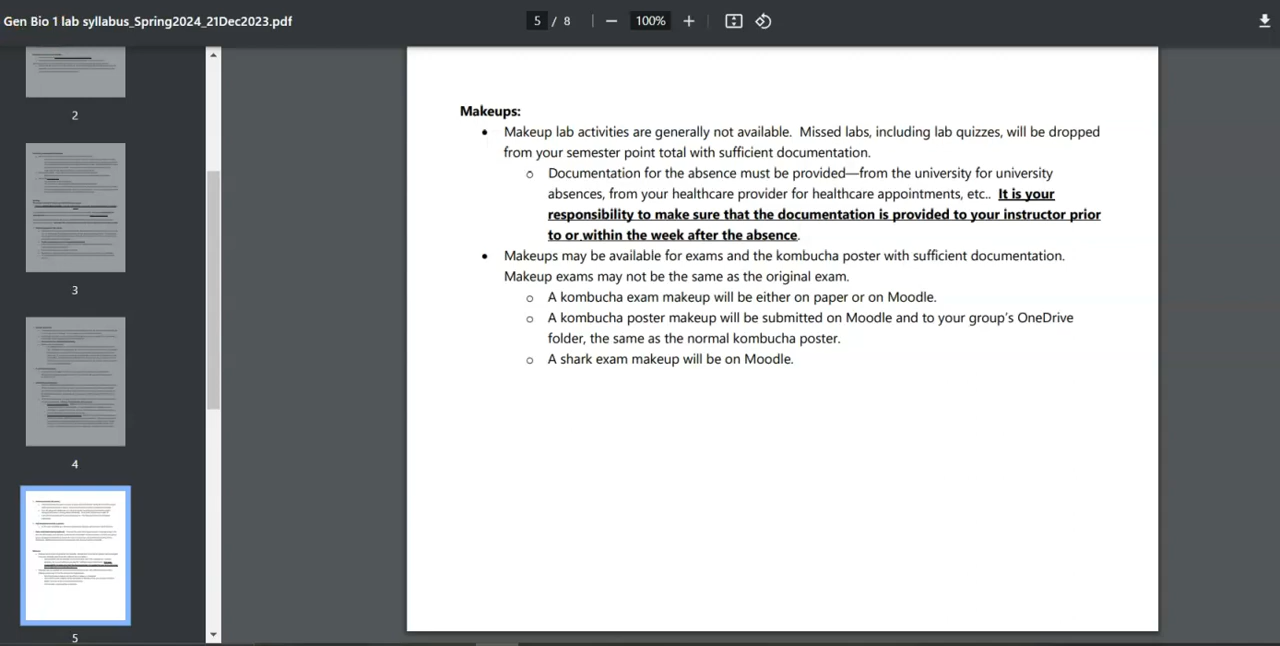 Gen Bio 1 lab syllabus_Spring2024_21Dec2023.pdf
5 / 8
100%
2
3
4
5
Makeups:
• Makeup lab activities are generally not available.  Missed labs, including lab quizzes, will be dropped
from your semester point total with sufficient documentation.
o Documentation for the absence must be provided—from the university for university
absences, from your healthcare provider for healthcare appointments, etc..  It is your
responsibility to make sure that the documentation is provided to your instructor prior
to or within the week after the absence.
• Makeups may be available for exams and the kombucha poster with sufficient documentation.
Makeup exams may not be the same as the original exam.
o A kombucha exam makeup will be either on paper or on Moodle.
o A kombucha poster makeup will be submitted on Moodle and to your group's OneDrive
folder, the same as the normal kombucha poster.
o A shark exam makeup will be on Moodle.